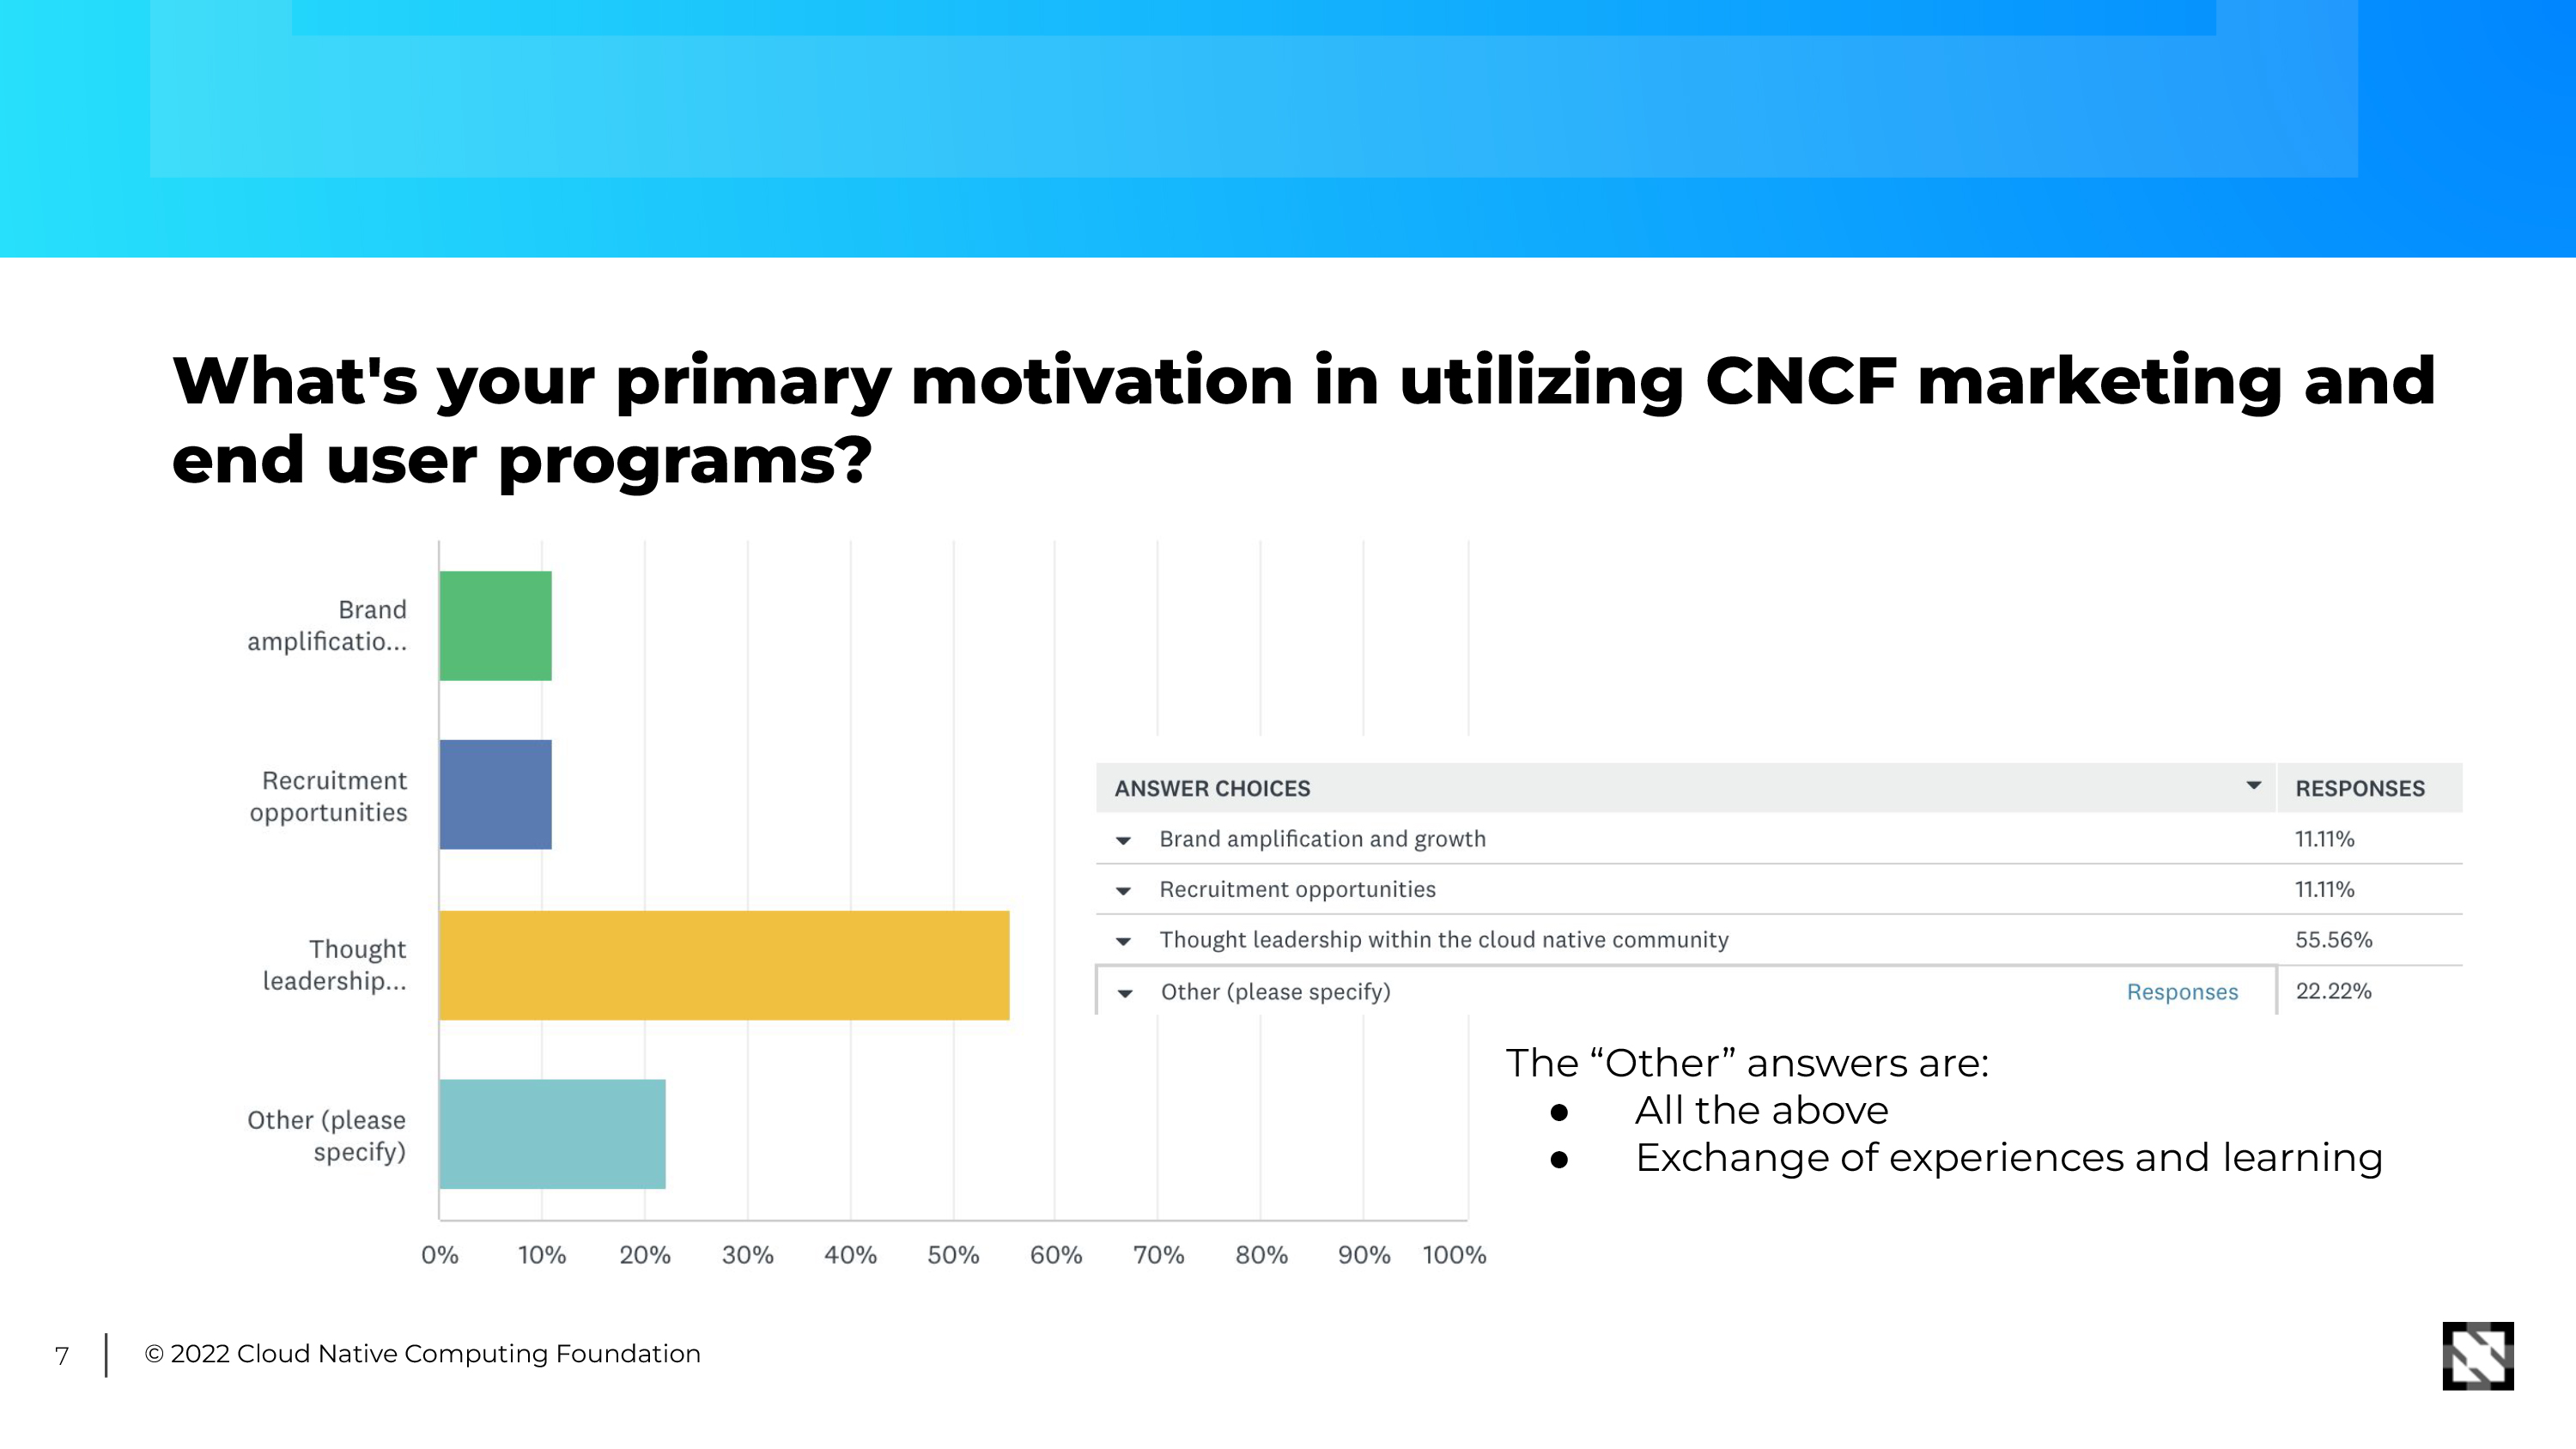 What's your primary motivation in utilizing CNCF marketing and
end user programs?
Brand
amplificatio...
Recruitment
opportunities
Thought
leadership...
Other (please
specify)
0% 10% 20% 30% 40% 50% 60% 70% 80% 90% 100%
ANSWER CHOICES RESPONSES
Brand amplification and growth 11.11%
Recruitment opportunities 11.11%
Thought leadership within the cloud native community 55.56%
Other (please specify) Responses 22.22%
The “Other” answers are:
● All the above
● Exchange of experiences and learning
7 © 2022 Cloud Native Computing Foundation